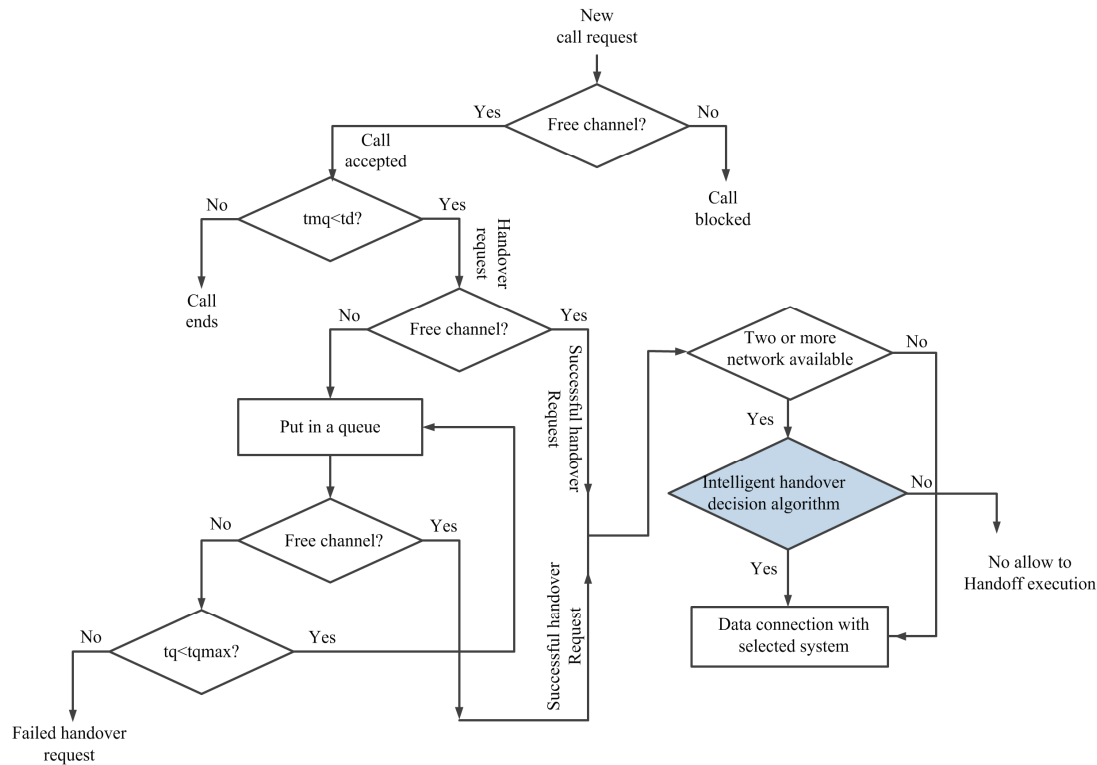 New
call request
Yes
Free channel?
No
Call
accepted
Call
blocked
No
tmq<td?
Yes
Handover
request
Call
ends
No
Free channel?
Yes
Successful handover
Request
Two or more
network available
No
Yes
Put in a queue
Intelligent handover
decision algorithm
No
No
Free channel?
Yes
Yes
No allow to
Handoff execution
Successful handover
Request
Data connection with
selected system
No
tq<tqmax?
Yes
Failed handover
request